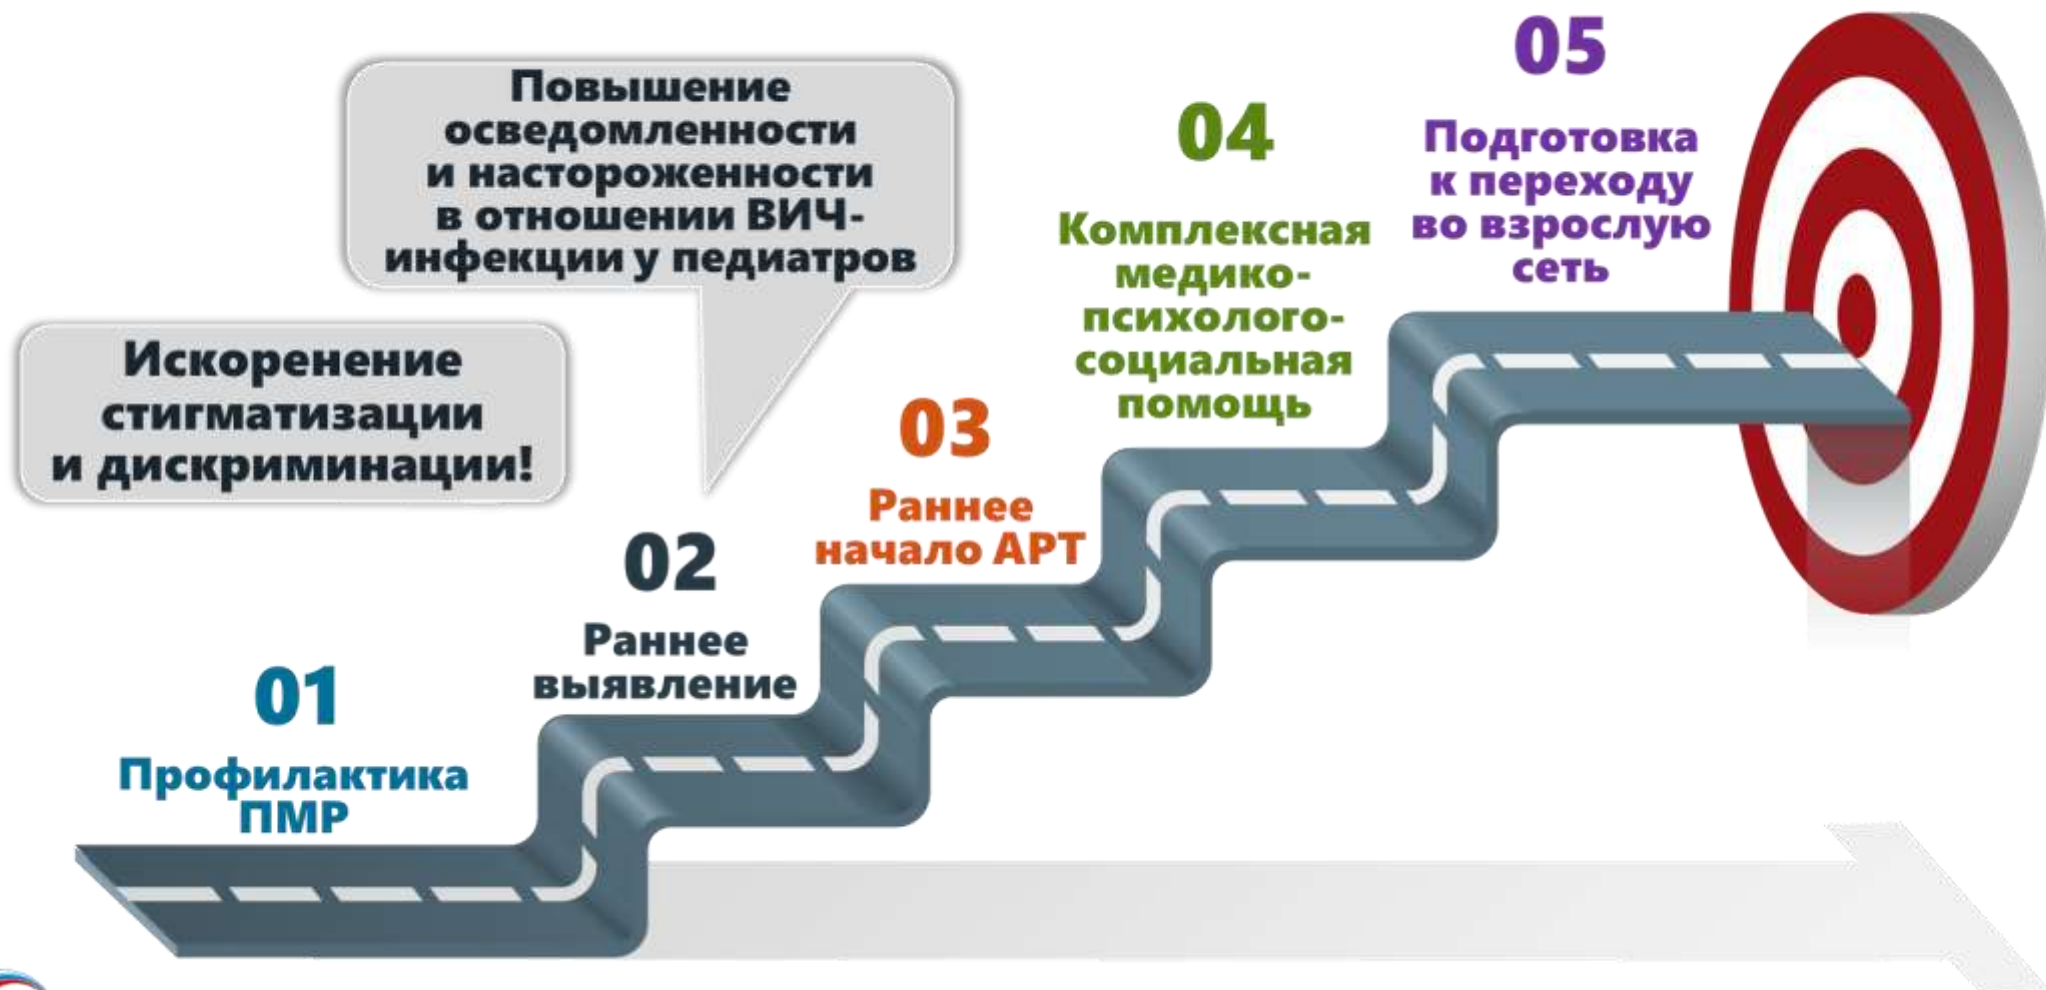 Искоренение
стигматизации
и дискриминации!
Повышение
осведомленности
и настороженности
в отношении ВИЧ-
инфекции у педиатров
01
Профилактика
ПМР
02
Раннее
выявление
03
Раннее
начало АРТ
04
Комплексная
медико-
психолого-
социальная
помощь
05
Подготовка
к переходу
во взрослую
сеть